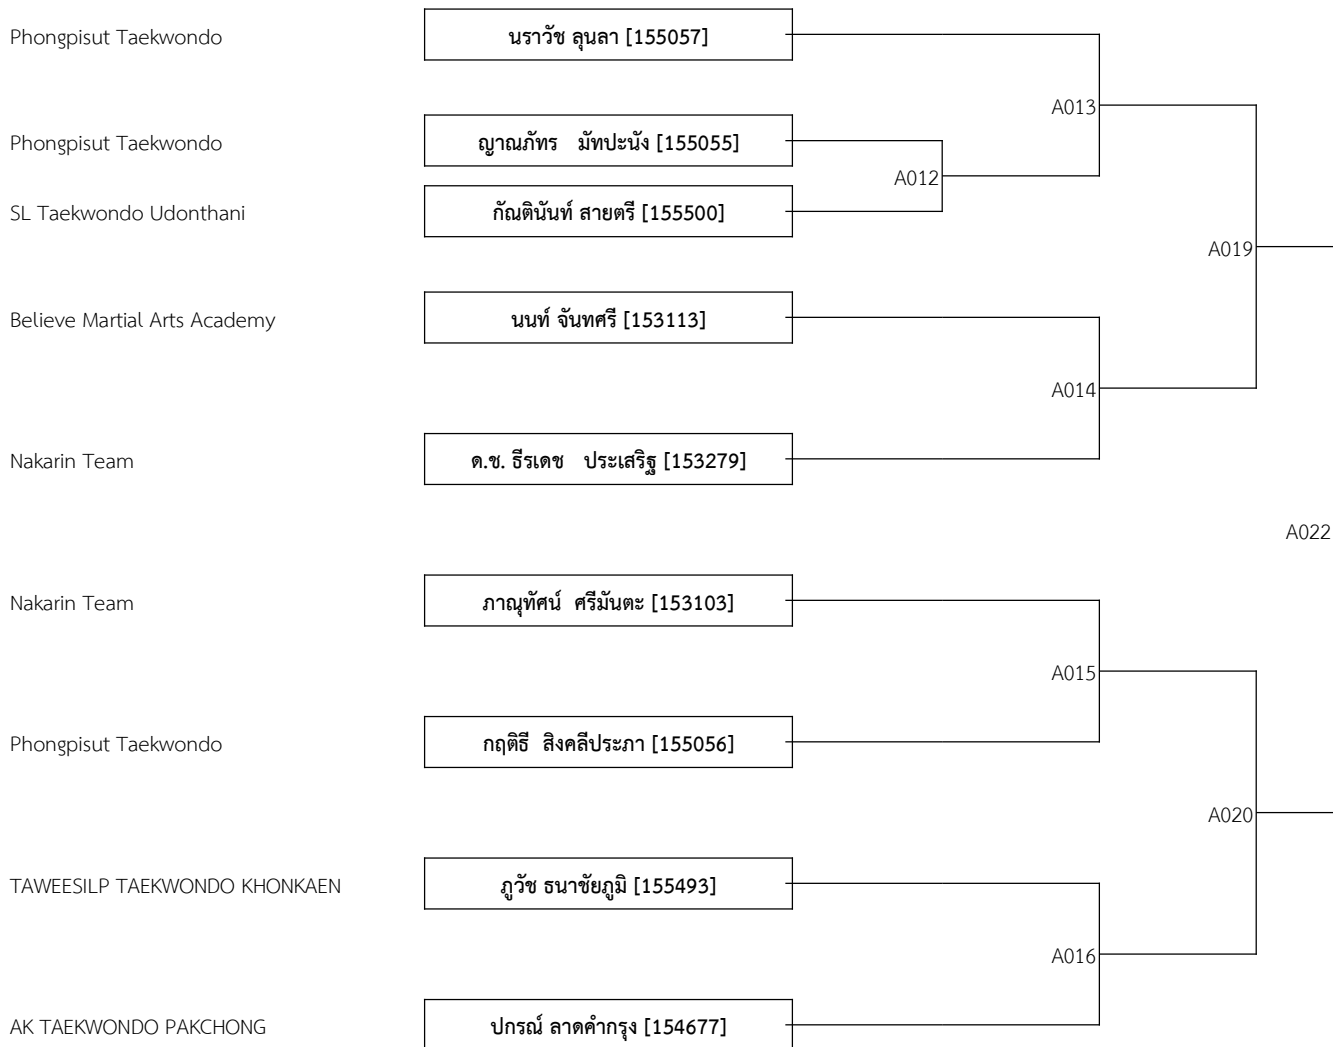 Phongpisut Taekwondo นราวัช ลุนลา [155057]
A013
Phongpisut Taekwondo ญาณภัทร มัทปะนัง [155055]
A012
SL Taekwondo Udonthani กัณตินันท์ สายตรี [155500]
A019
Believe Martial Arts Academy นนท์ จันทศรี [153113]
A014
Nakarin Team ด.ช. ธีรเดช ประเสริฐ [153279]
A022
Nakarin Team ภาณุทัศน์ ศรีมันตะ [153103]
A015
Phongpisut Taekwondo กฤติธี สิงคลีประภา [155056]
A020
TAWEESILP TAEKWONDO KHONKAEN ภูวัช ธนาชัยภูมิ [155493]
A016
AK TAEKWONDO PAKCHONG ปกรณ์ ลาดคำกรุง [154677]